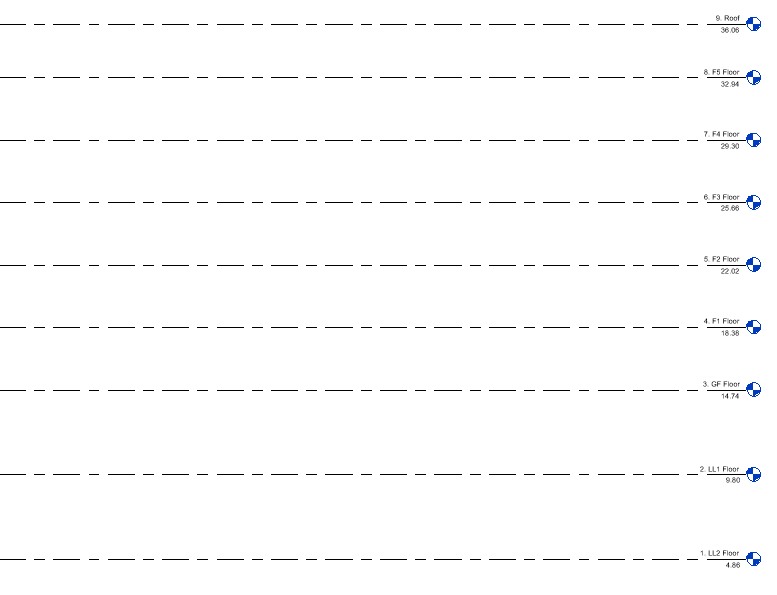 9. Roof
36.06
8. F5 Floor
32.94
7. F4 Floor
29.30
6. F3 Floor
25.66
5. F2 Floor
22.02
4. F1 Floor
18.38
3. GF Floor
14.74
2. LL1 Floor
9.80
1. LL2 Floor
4.86